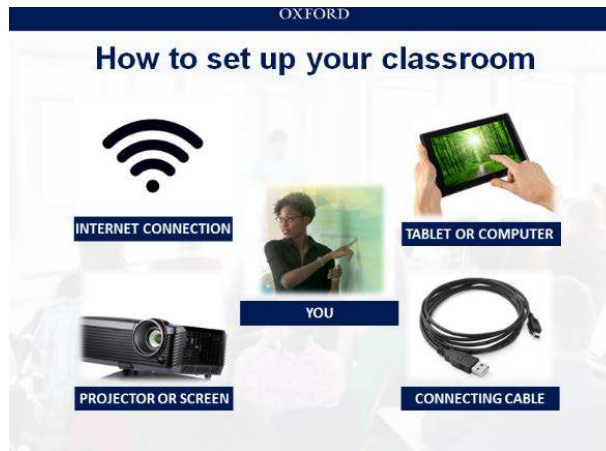 OXFORD
How to set up your classroom
INTERNET CONNECTION
TABLET OR COMPUTER
YOU
PROJECTOR OR SCREEN
CONNECTING CABLE